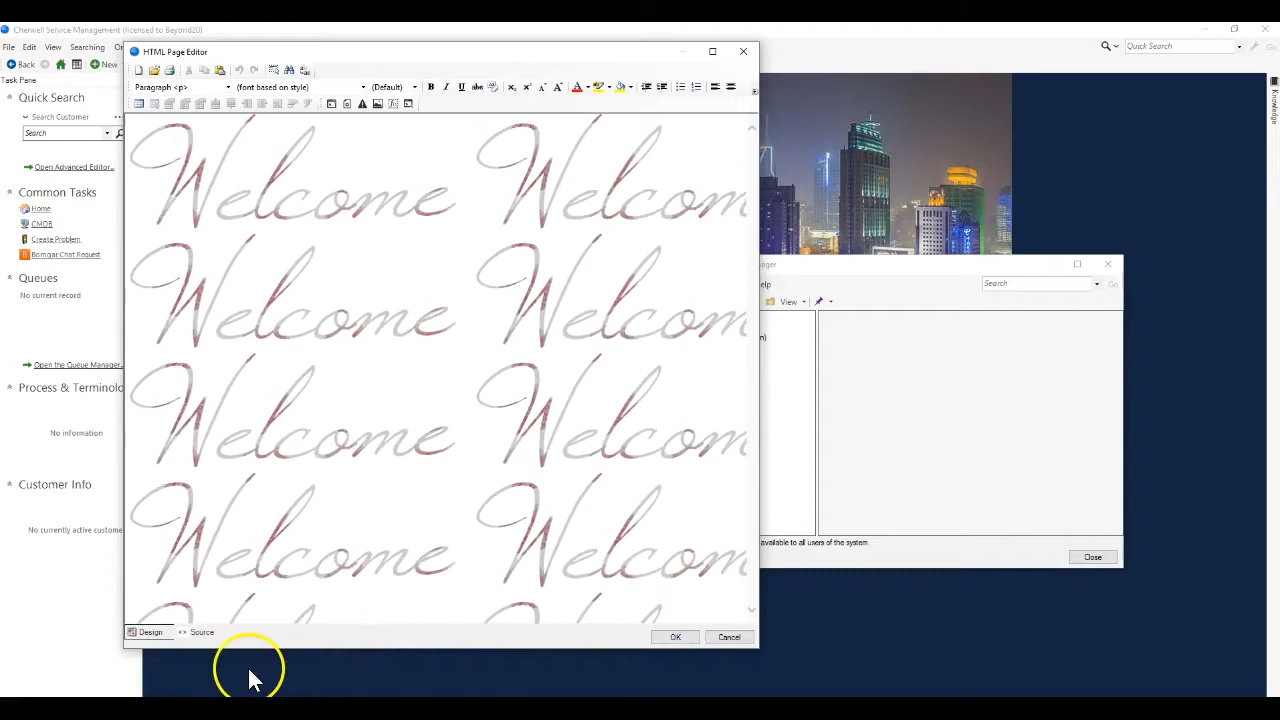 Cherwell Service Management (licensed to Beyond20)
File Edit View Searching
Back New
Quick Search
Task Pane
Quick Search
Search Customer
Search
Open Advanced Editor...
Common Tasks
Home
CMDB
Create Problem
Bomgar Chat Request
Queues
No current record
Open the Queue Manager...
Process & Terminolo
No information
Customer Info
No currently active custome
HTML Page Editor
Paragraph <p> (font based on style) (Default)
Welcome Welcom
Welcome Welcom
Welcome Welcom
Welcome Welcom
Design Source
OK Cancel
Search Go
View
available to all users of the system.
Close
Knowledge